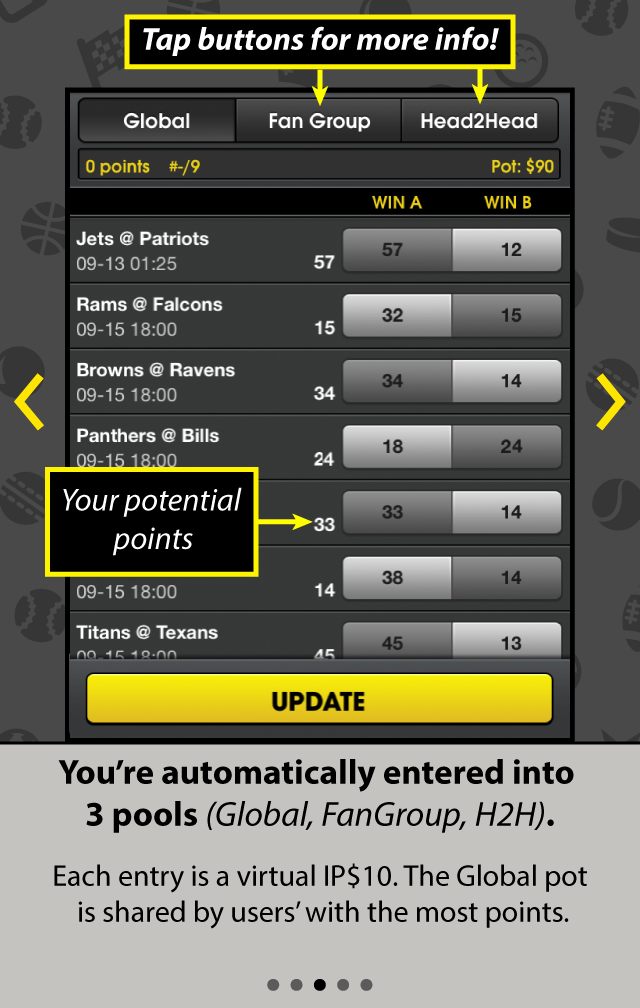 Tap buttons for more info!
Global Fan Group Head2Head
0 points #-/9 Pot: $90
WIN A WIN B
Jets @ Patriots
09-13 01:25 57 57 12
Rams @ Falcons
09-15 18:00 15 32 15
Browns @ Ravens
09-15 18:00 34 34 14
Panthers @ Bills
09-15 18:00 24 18 24
Your potential
points
33 33 14
09-15 18:00 14 38 14
Titans @ Texans
09-15 18:00 45 45 13
UPDATE
You’re automatically entered into
3 pools (Global, FanGroup, H2H).
Each entry is a virtual IP$10. The Global pot
is shared by users’ with the most points.